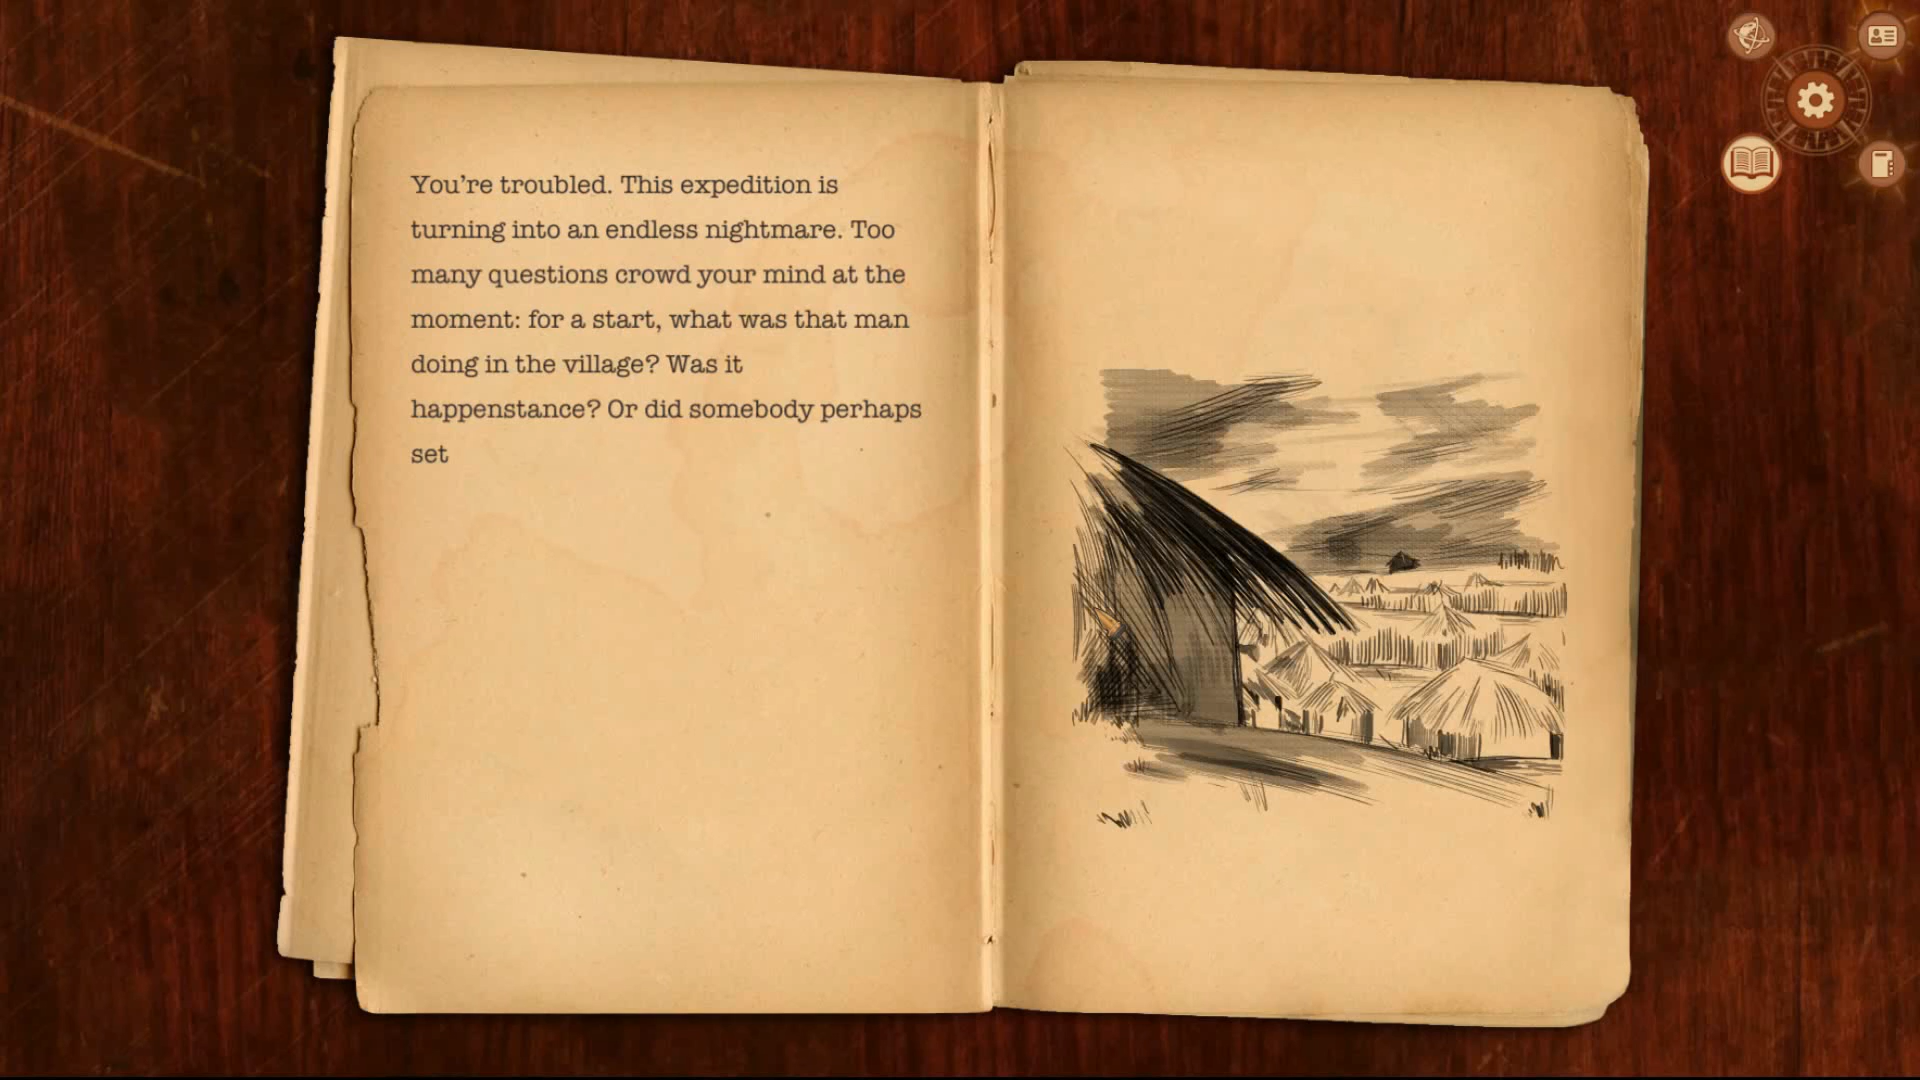 You’re troubled. This expedition is
turning into an endless nightmare. Too
many questions crowd your mind at the
moment: for a start, what was that man
doing in the village? Was it
happenstance? Or did somebody perhaps
set